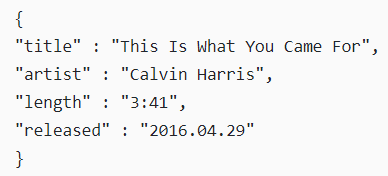 {
"title" : "This Is What You Came For",
"artist" : "Calvin Harris",
"length" : "3:41",
"released" : "2016.04.29"
}